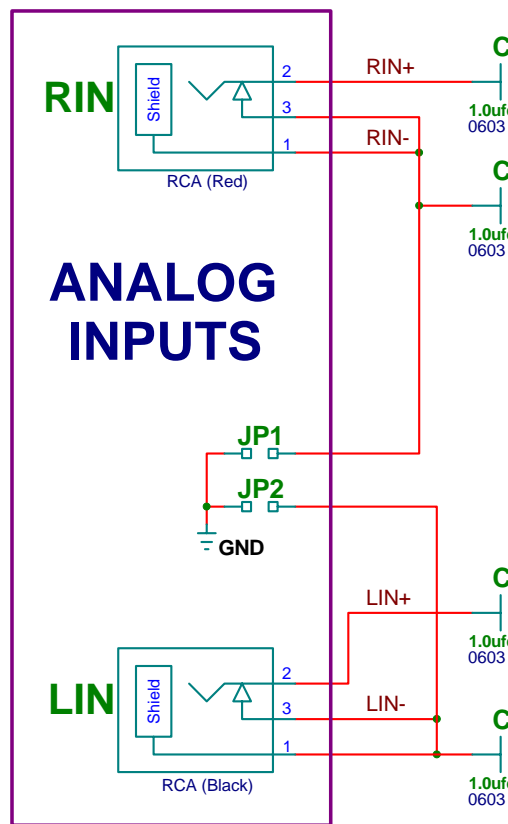 RIN
Shield
2
3
1
RCA (Red)
RIN+
RIN-
C
1.0uf
0603
C
1.0uf
0603
ANALOG
INPUTS
JP1
JP2
GND
LIN
Shield
2
3
1
RCA (Black)
LIN+
LIN-
C
1.0uf
0603
C
1.0uf
0603